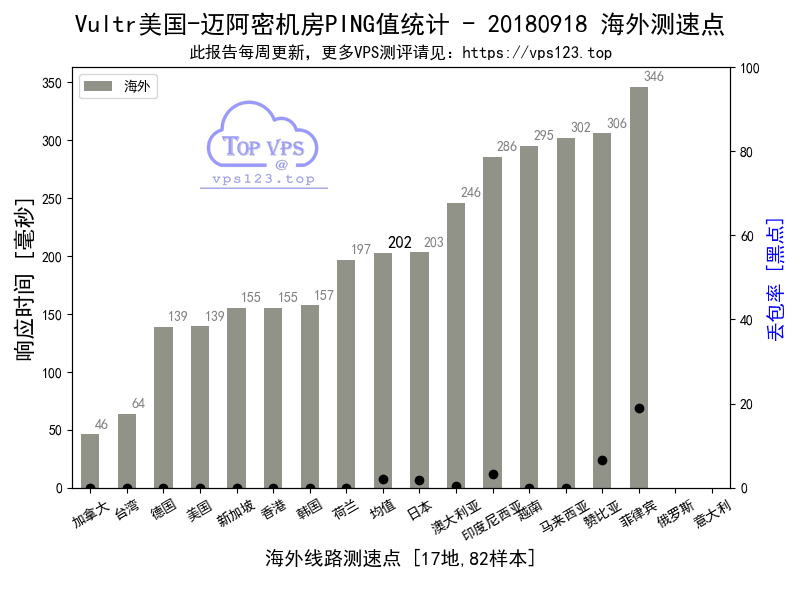 Vultr美国-迈阿密机房PING值统计 - 20180918 海外测速点
此报告每周更新，更多VPS测评请见：https://vps123.top
海外
TOP VPS
@
vps123.top
响应时间 [毫秒]
350
300
250
200
150
100
50
0
46
64
139
139
155
155
157
197
202
203
246
286
295
302
306
346
100
80
60
40
20
0
丢包率 [黑点]
加拿大
台湾
德国
美国
新加坡
香港
韩国
荷兰
均值
日本
澳大利亚
印度尼西亚
越南
马来西亚
赞比亚
菲律宾
俄罗斯
意大利
海外线路测速点 [17地,82样本]